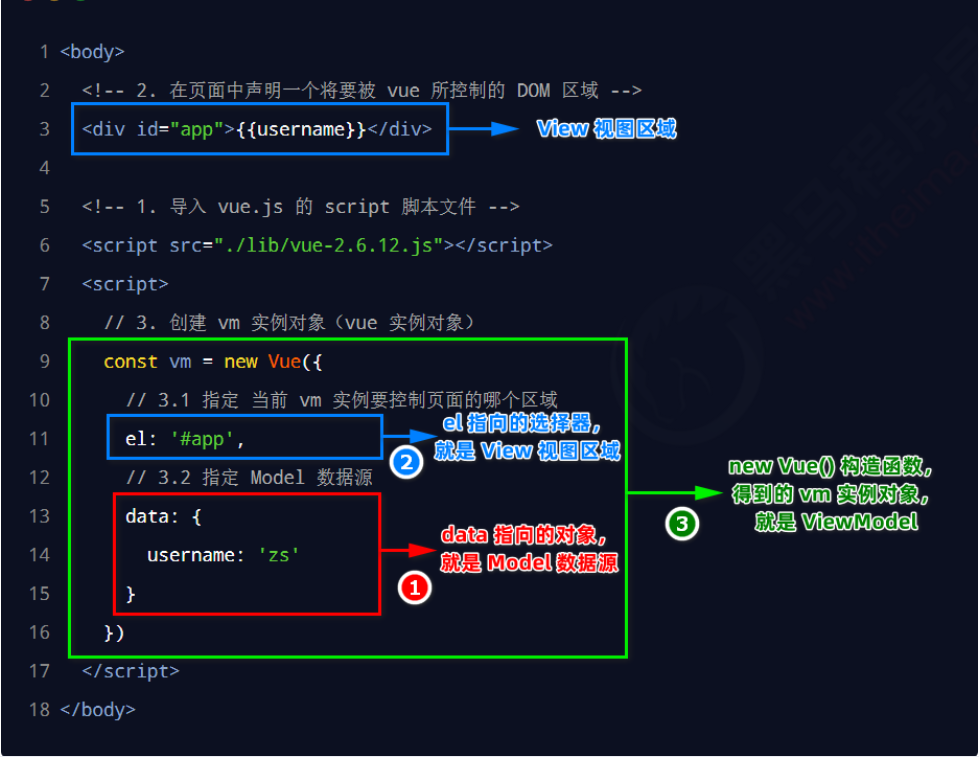 1 <body>
2 <!-- 2. 在页面中声明一个将要被 vue 所控制的 DOM 区域 -->
3 <div id="app">{{username}}</div>
View 视图区域
4
5 <!-- 1. 导入 vue.js 的 script 脚本文件 -->
6 <script src="./lib/vue-2.6.12.js"></script>
7 <script>
8 // 3. 创建 vm 实例对象（vue 实例对象）
9 const vm = new Vue({
10 // 3.1 指定 当前 vm 实例要控制页面的哪个区域
11 el: '#app',
2
el 指向的选择器，
就是 View 视图区域
12 // 3.2 指定 Model 数据源
13 data: {
14 username: 'zs'
15 }
1
data 指向的对象，
就是 Model 数据源
16 })
3
new Vue() 构造函数，
得到的 vm 实例对象，
就是 ViewModel
17 </script>
18 </body>
黑马程序员